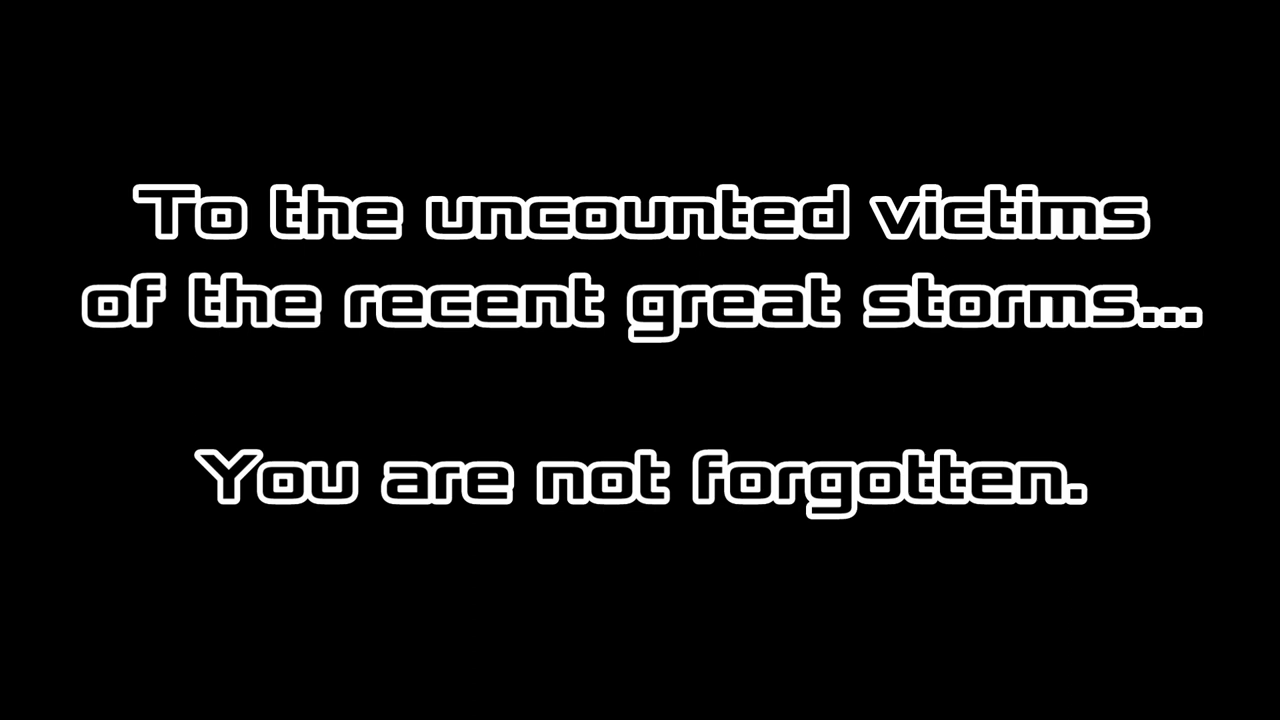 To the uncounted victims
of the recent great storms...
You are not forgotten.